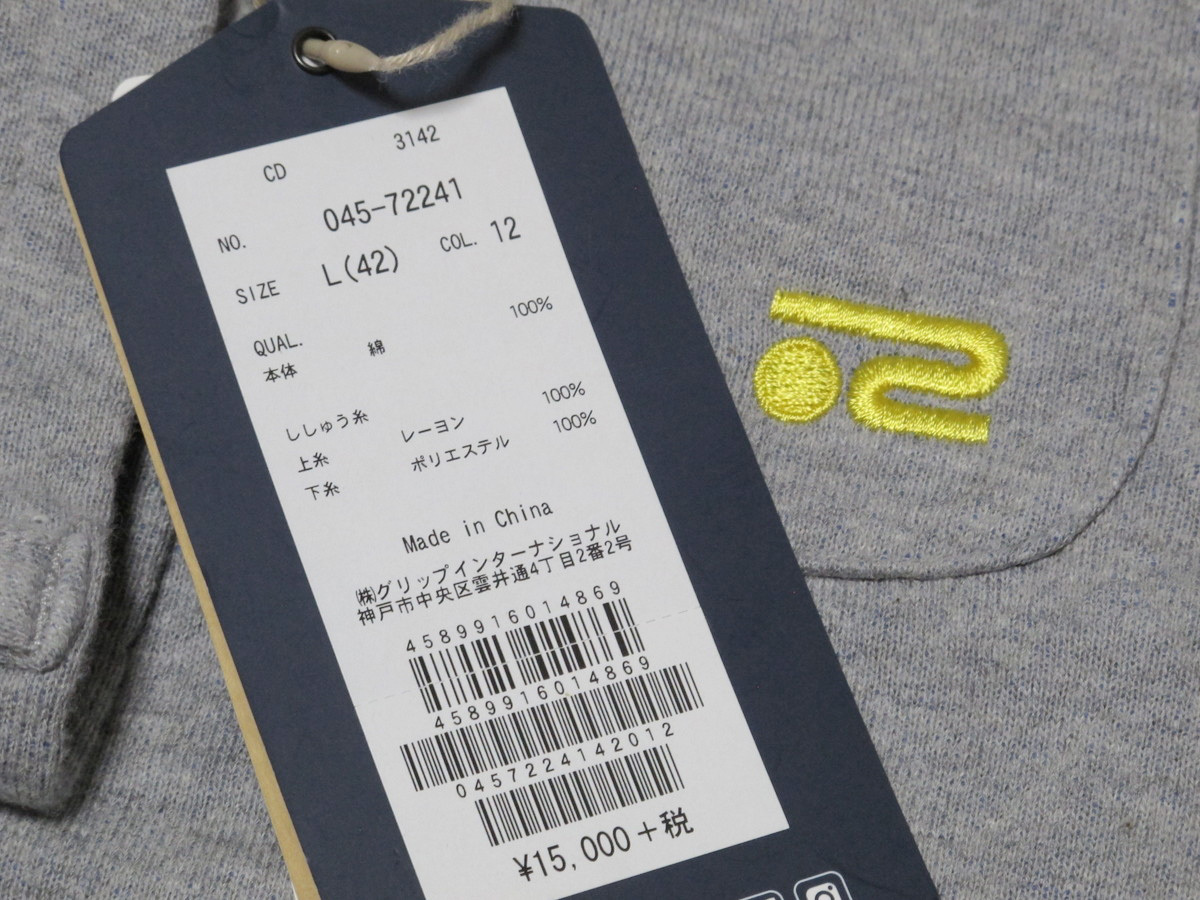 CD 3142
NO. 045-72241
SIZE L(42) COL. 12
QUAL. 100%
本体 綿
ししゅう糸
上糸 レーヨン 100%
下糸 ポリエステル 100%
Made in China
㈱グリップインターナショナル
神戸市中央区雲井通4丁目2番2号
4589916014869
4589916014869
0457224142012
¥15,000+税